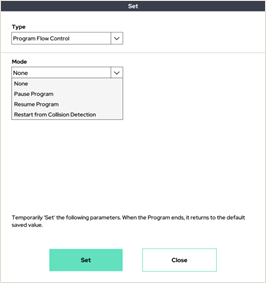 Set
Type
Program Flow Control
Mode
None
None
Pause Program
Resume Program
Restart from Collision Detection
Temporarily 'Set' the following parameters. When the Program ends, it returns to the default
saved value.
Set
Close